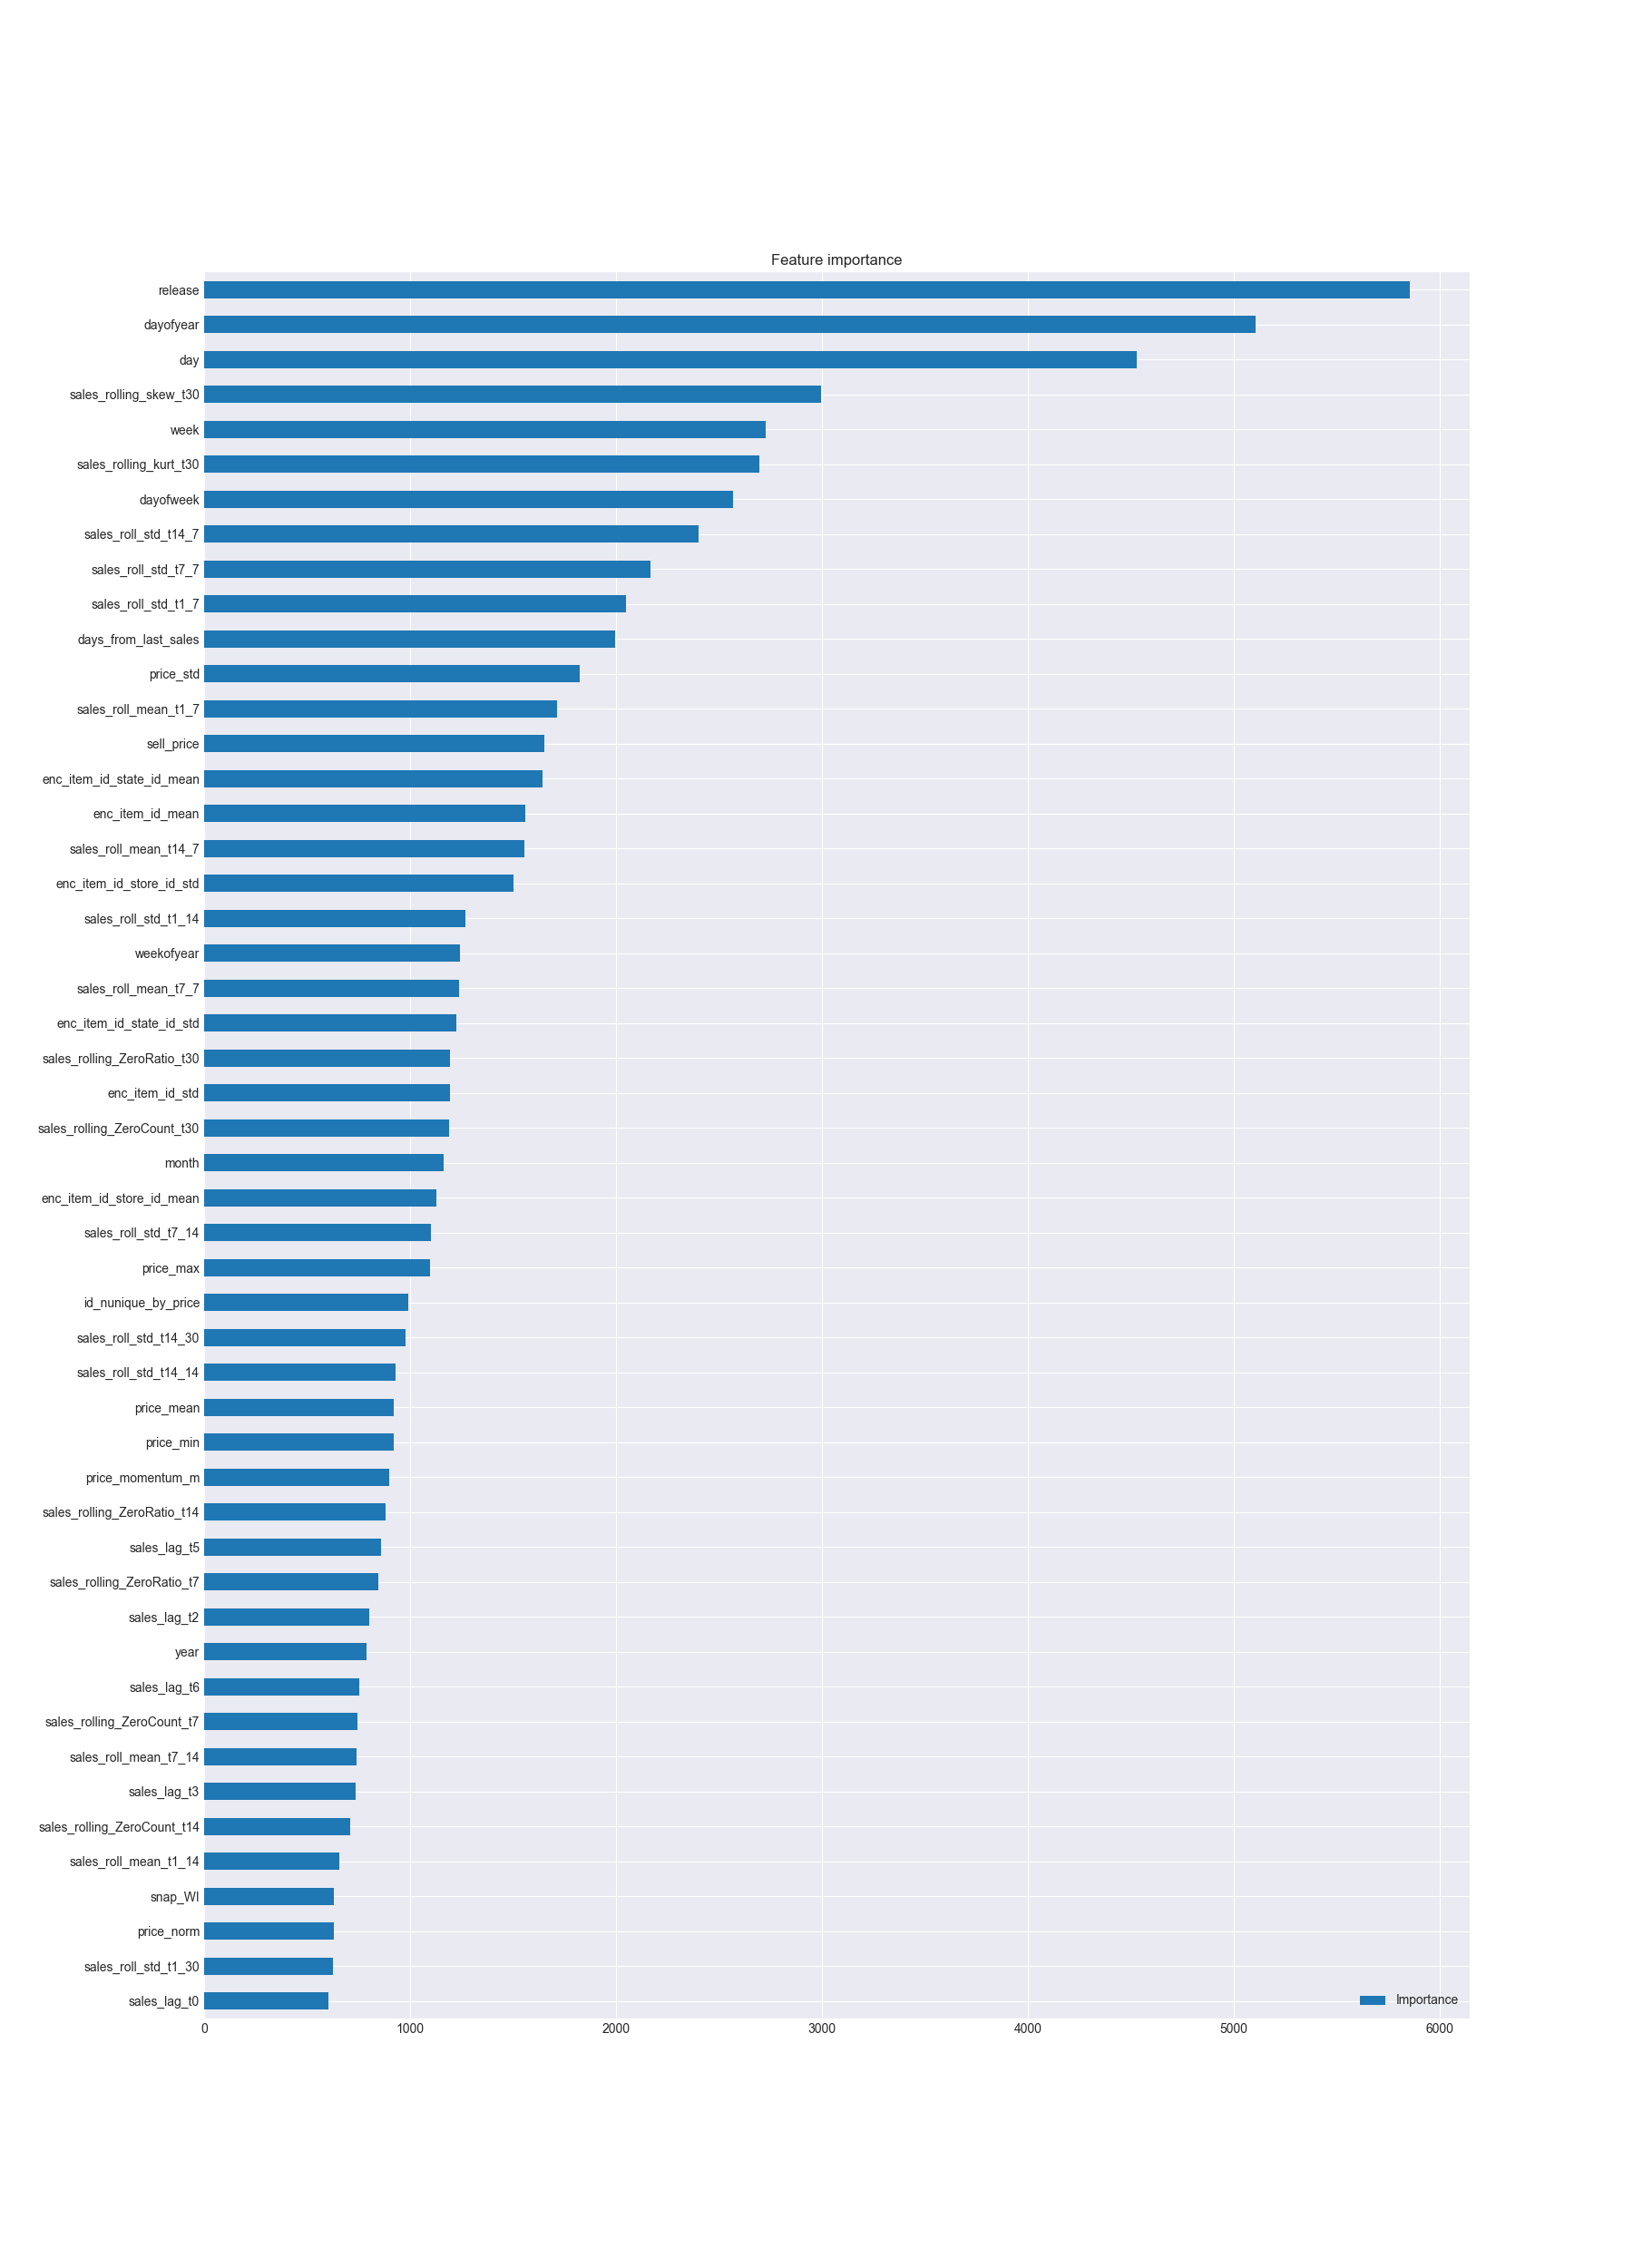 Feature importance
release
dayofyear
day
sales_rolling_skew_t30
week
sales_rolling_kurt_t30
dayofweek
sales_roll_std_t14_7
sales_roll_std_t7_7
sales_roll_std_t1_7
days_from_last_sales
price_std
sales_roll_mean_t1_7
sell_price
enc_item_id_state_id_mean
enc_item_id_mean
sales_roll_mean_t14_7
enc_item_id_store_id_std
sales_roll_std_t1_14
weekofyear
sales_roll_mean_t7_7
enc_item_id_state_id_std
sales_rolling_ZeroRatio_t30
enc_item_id_std
sales_rolling_ZeroCount_t30
month
enc_item_id_store_id_mean
sales_roll_std_t7_14
price_max
id_nunique_by_price
sales_roll_std_t14_30
sales_roll_std_t14_14
price_mean
price_min
price_momentum_m
sales_rolling_ZeroRatio_t14
sales_lag_t5
sales_rolling_ZeroRatio_t7
sales_lag_t2
year
sales_lag_t6
sales_rolling_ZeroCount_t7
sales_roll_mean_t7_14
sales_lag_t3
sales_rolling_ZeroCount_t14
sales_roll_mean_t1_14
snap_WI
price_norm
sales_roll_std_t1_30
sales_lag_t0
Importance
0 1000 2000 3000 4000 5000 6000